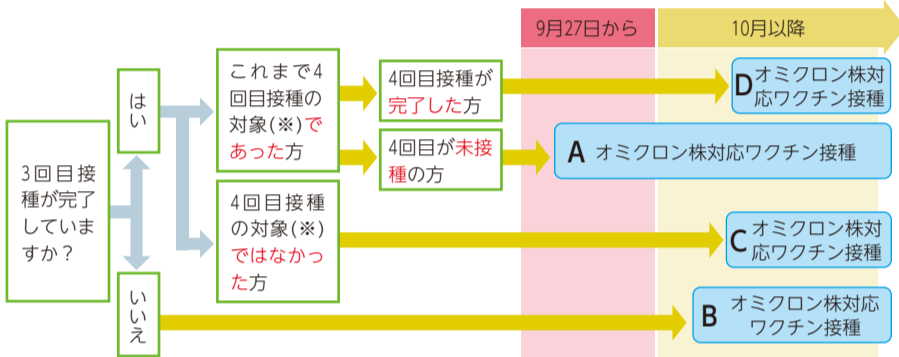 9月27日から
10月以降
3回目接
種が完了
していま
すか？
はい
いいえ
これまで4
回目接種の
対象(※)で
あった方
4回目接種
の対象(※)
ではなかっ
た方
4回目接種が
完了した方
4回目が未接
種の方
D オミクロン株対
応ワクチン接種
A オミクロン株対応ワクチン接種
C オミクロン株対
応ワクチン接種
B オミクロン株対応
ワクチン接種